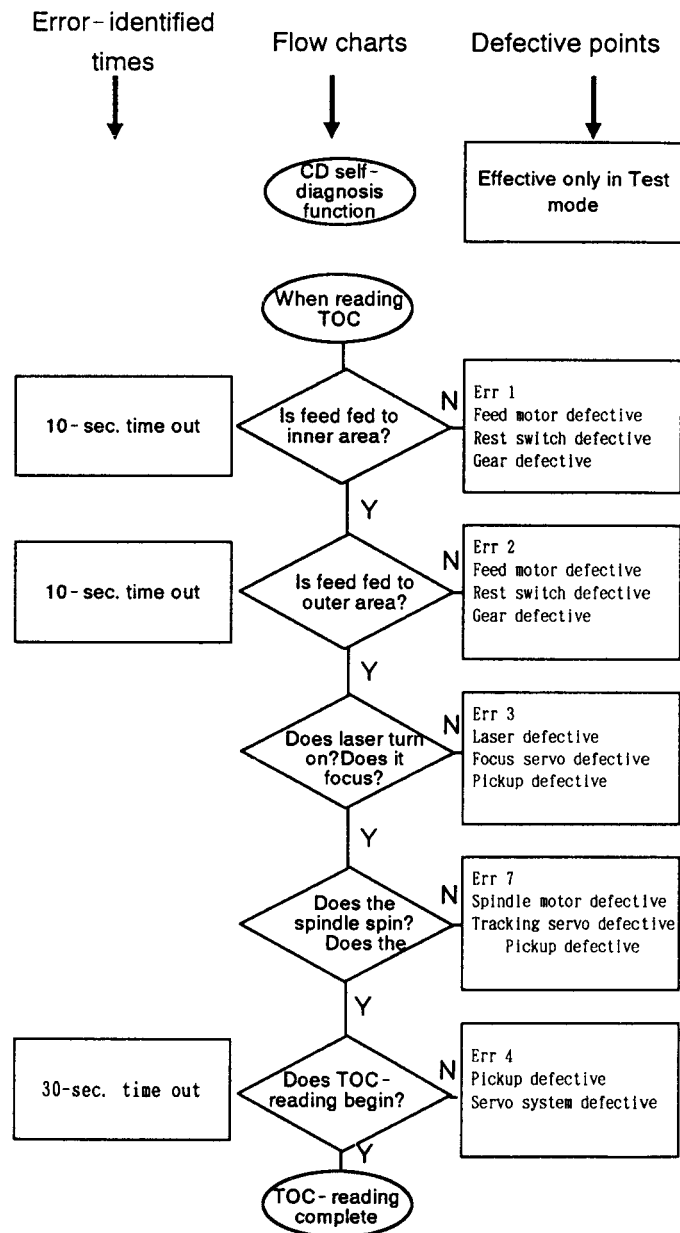 Error-identified
times
Flow charts
Defective points
CD self-
diagnosis
function
Effective only in Test
mode
When reading
TOC
10-sec. time out
Is feed fed to
inner area?
N
Err 1
Feed motor defective
Rest switch defective
Gear defective
Y
10-sec. time out
Is feed fed to
outer area?
N
Err 2
Feed motor defective
Rest switch defective
Gear defective
Y
Does laser turn
on?Does it
focus?
N
Err 3
Laser defective
Focus servo defective
Pickup defective
Y
Does the
spindle spin?
Does the
N
Err 7
Spindle motor defective
Tracking servo defective
Pickup defective
Y
30-sec. time out
Does TOC-
reading begin?
N
Err 4
Pickup defective
Servo system defective
Y
TOC-reading
complete